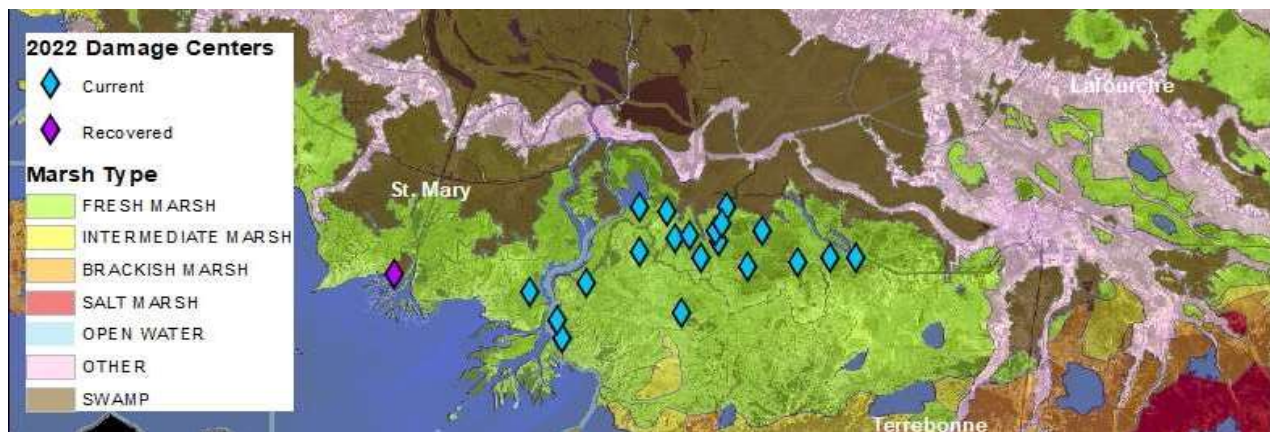 2022 Damage Centers
Current
Recovered
Marsh Type
FRESH MARSH
INTERMEDIATE MARSH
BRACKISH MARSH
SALT MARSH
OPEN WATER
OTHER
SWAMP
St. Mary
Lafourche
Terrebonne